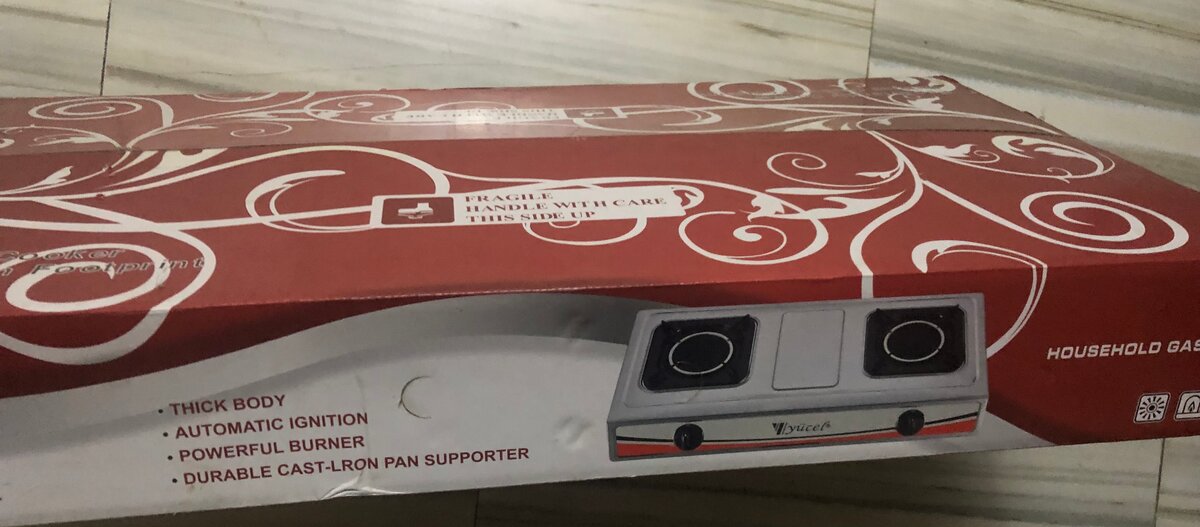 FRAGILE
HANDLE WITH CARE
THIS SIDE UP
Cooker
Footprint
yücel
HOUSEHOLD GAS
• THICK BODY
• AUTOMATIC IGNITION
• POWERFUL BURNER
• DURABLE CAST-LRON PAN SUPPORTER